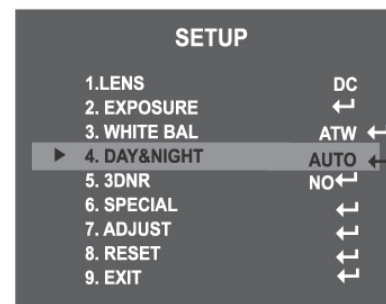 SETUP
1.LENS DC
2. EXPOSURE ↵
3. WHITE BAL ATW ↵
▶ 4. DAY&NIGHT AUTO ↵
5. 3DNR NO↵
6. SPECIAL ↵
7. ADJUST ↵
8. RESET ↵
9. EXIT ↵